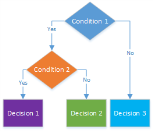 Condition 1
Yes
No
Condition 2
Yes
No
Decision 1
Decision 2
Decision 3